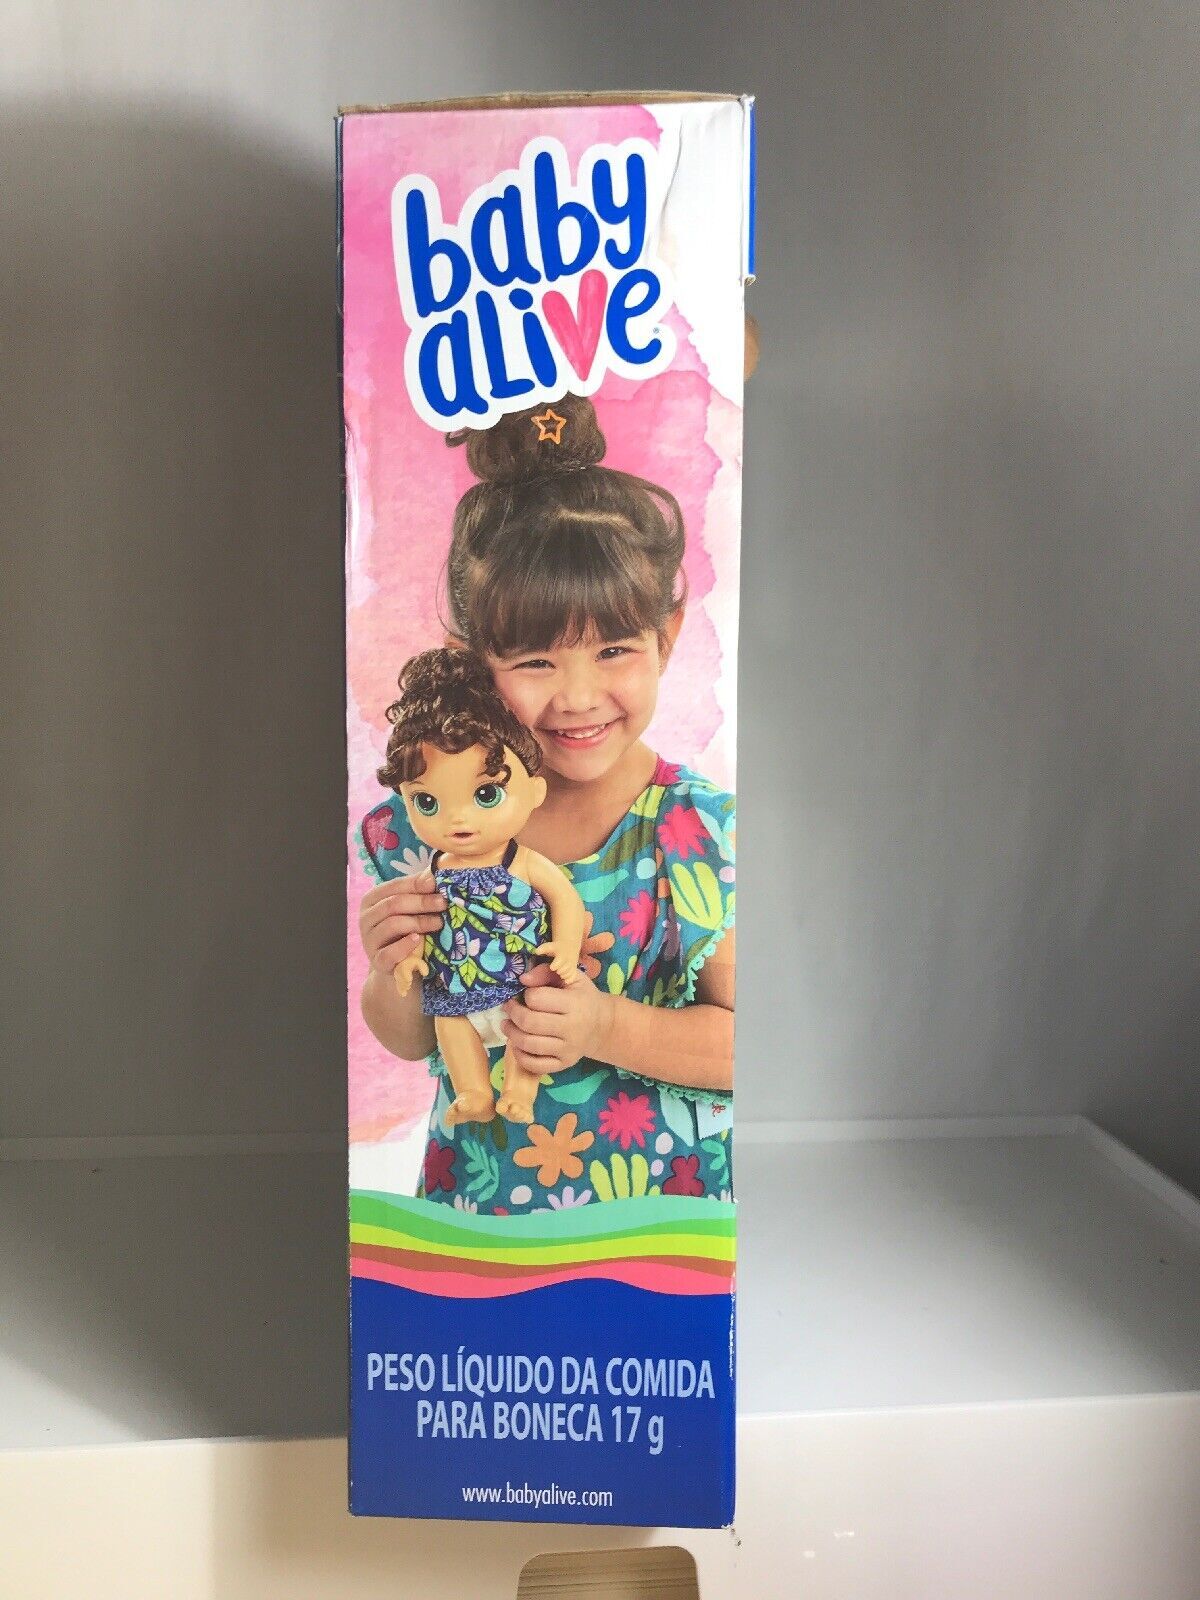 baby
alive
PESO LÍQUIDO DA COMIDA
PARA BONECA 17 g
www.babyalive.com